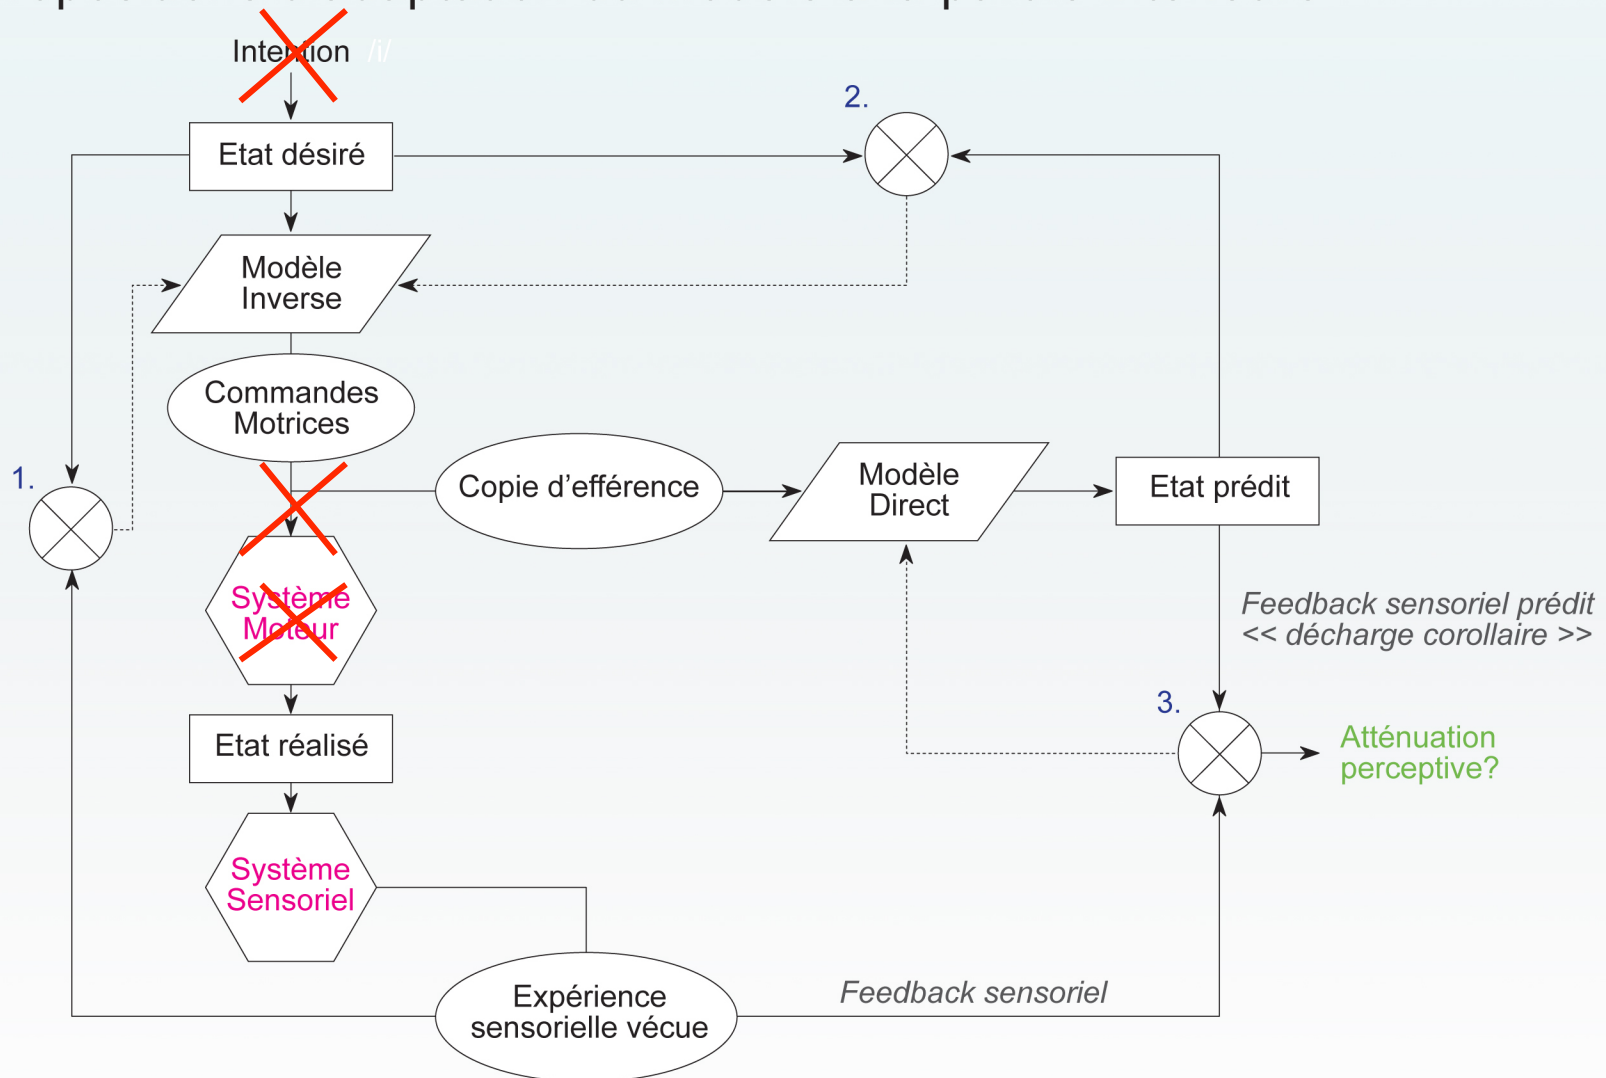 Intention /i/
2.
Etat désiré
Modèle
Inverse
Commandes
Motrices
1.
Copie d’efférence
Modèle
Direct
Etat prédit
Système
Moteur
Feedback sensoriel prédit
<< décharge corollaire >>
3.
Etat réalisé
Atténuation
perceptive?
Système
Sensoriel
Expérience
sensorielle vécue
Feedback sensoriel